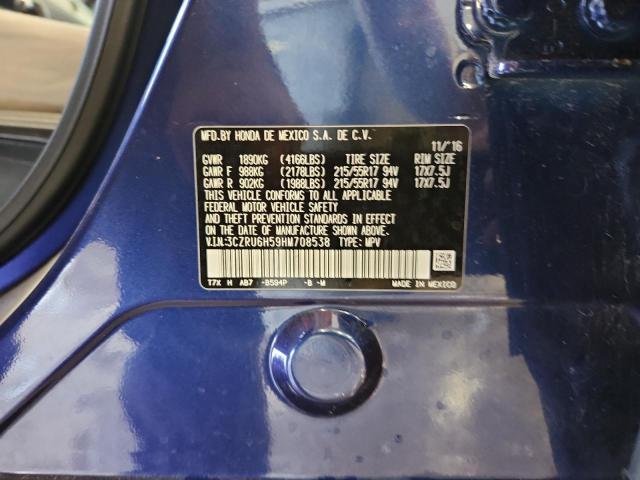 MFD.BY HONDA DE MEXICO S.A. DE C.V. 11/'16
GVWR 1890KG (4166LBS) TIRE SIZE RIM SIZE
GAWR F 988KG (2178LBS) 215/55R17 94V 17X7.5J
GAWR R 902KG (1988LBS) 215/55R17 94V 17X7.5J
THIS VEHICLE CONFORMS TO ALL APPLICABLE
FEDERAL MOTOR VEHICLE SAFETY, BUMPER,
AND THEFT PREVENTION STANDARDS IN EFFECT
ON THE DATE OF MANUFACTURE SHOWN ABOVE.
V.I.N:3CZRU6H59HM708538 TYPE: MPV
T7X H AB7 -B594P -B -M MADE IN MEXICO